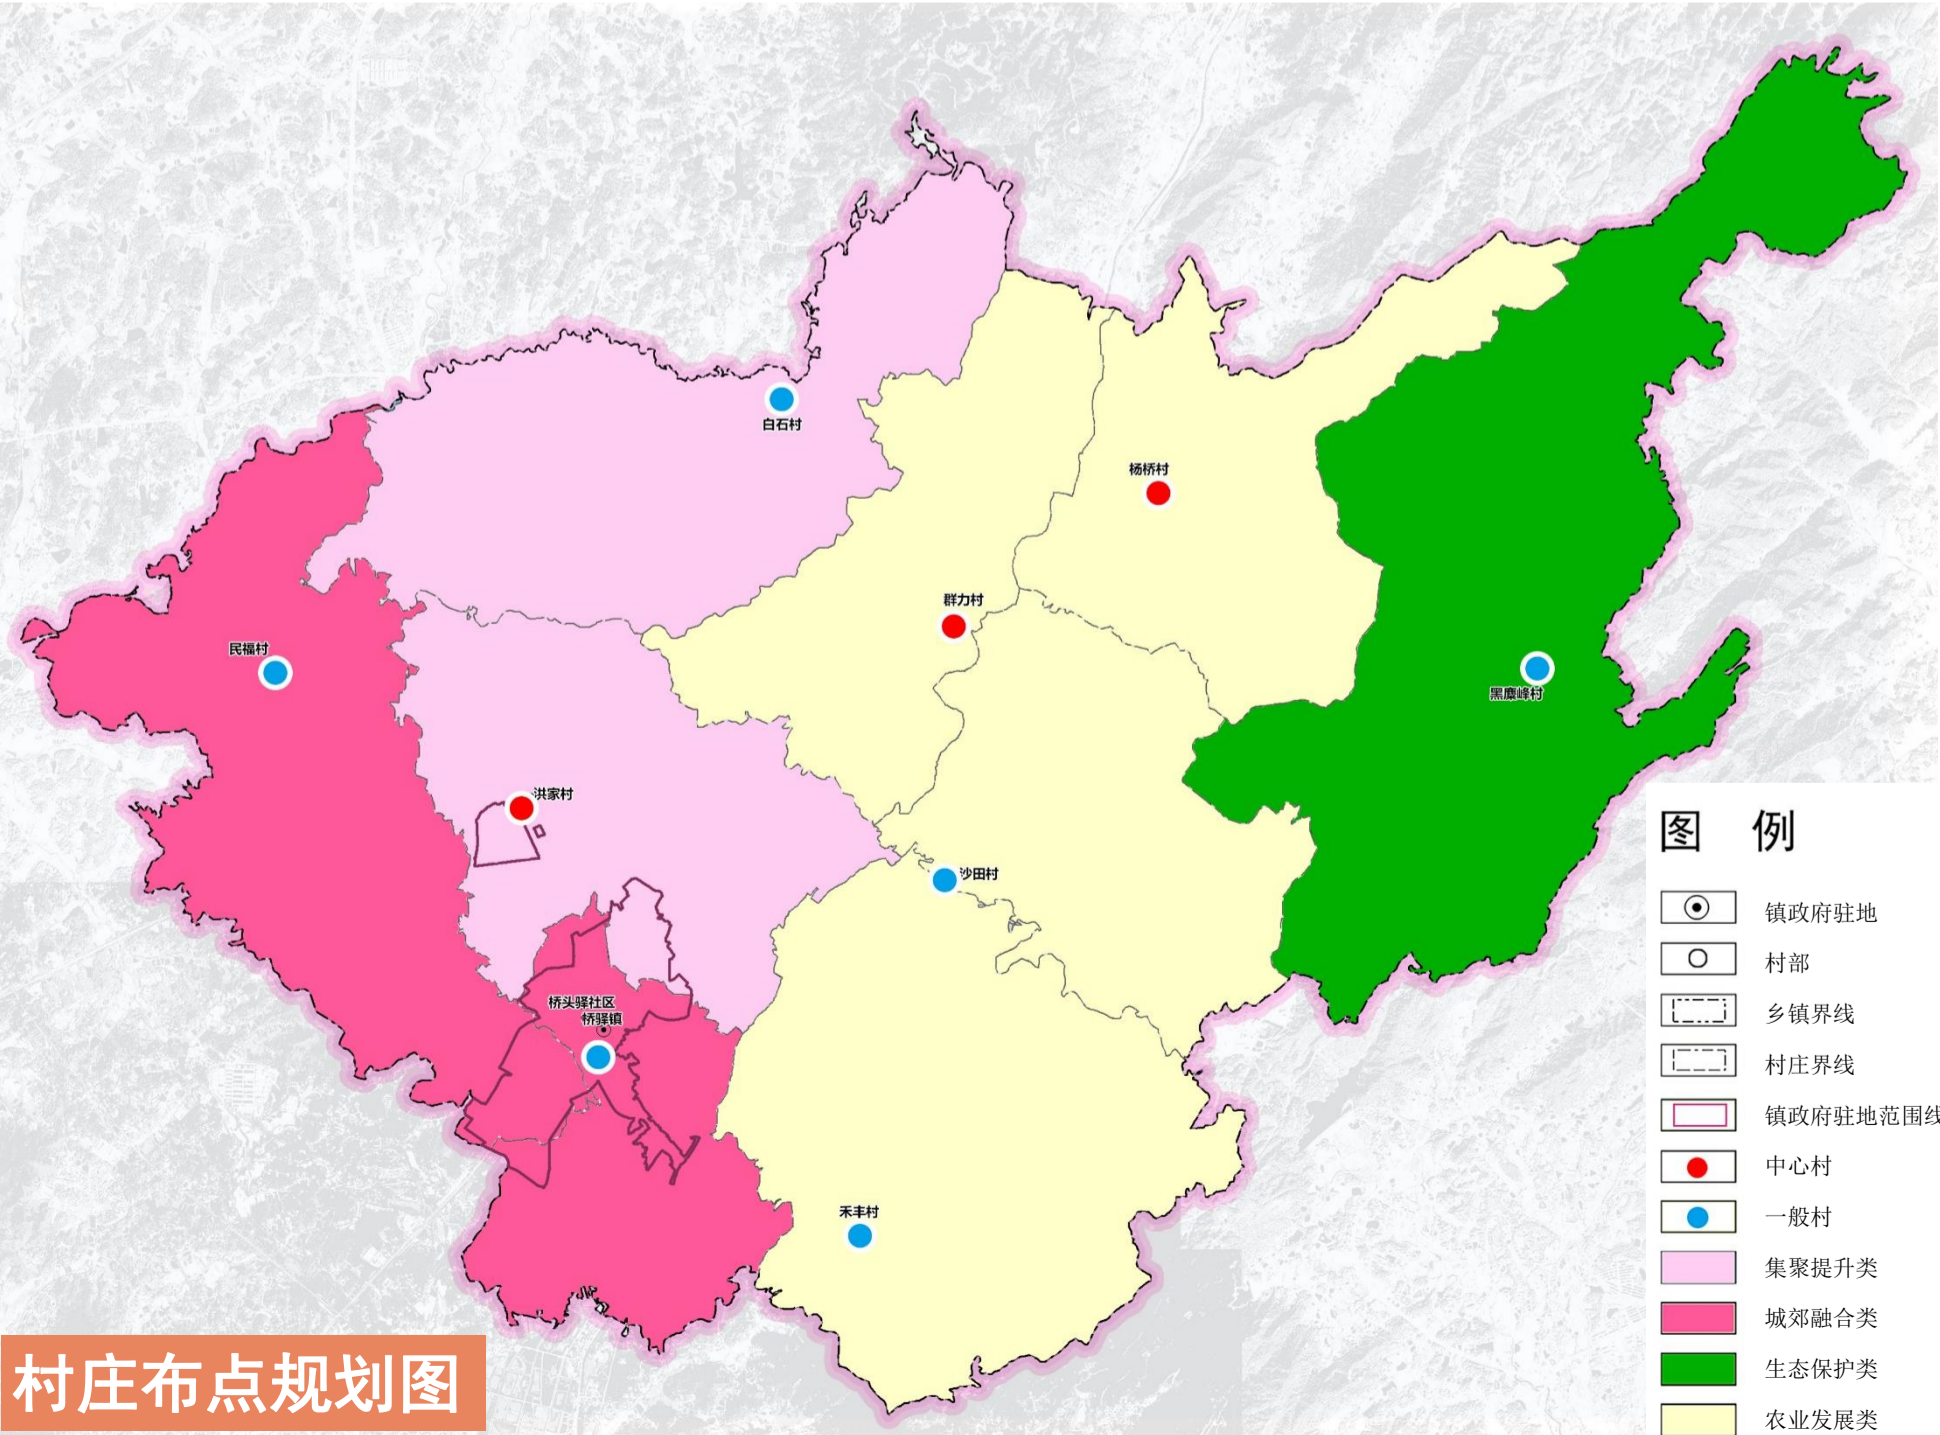 白石村
杨桥村
群力村
民福村
黑麋峰村
洪家村
沙田村
桥头驿社区
桥驿镇
禾丰村
图 例
镇政府驻地
村部
乡镇界线
村庄界线
镇政府驻地范围线
中心村
一般村
集聚提升类
城郊融合类
生态保护类
农业发展类
村庄布点规划图